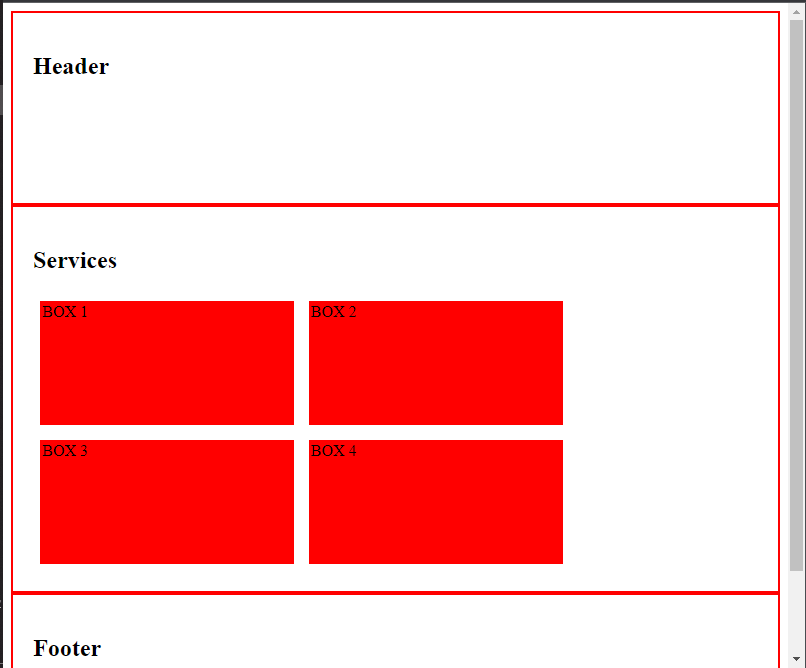 Header
Services
BOX 1
BOX 2
BOX 3
BOX 4
Footer